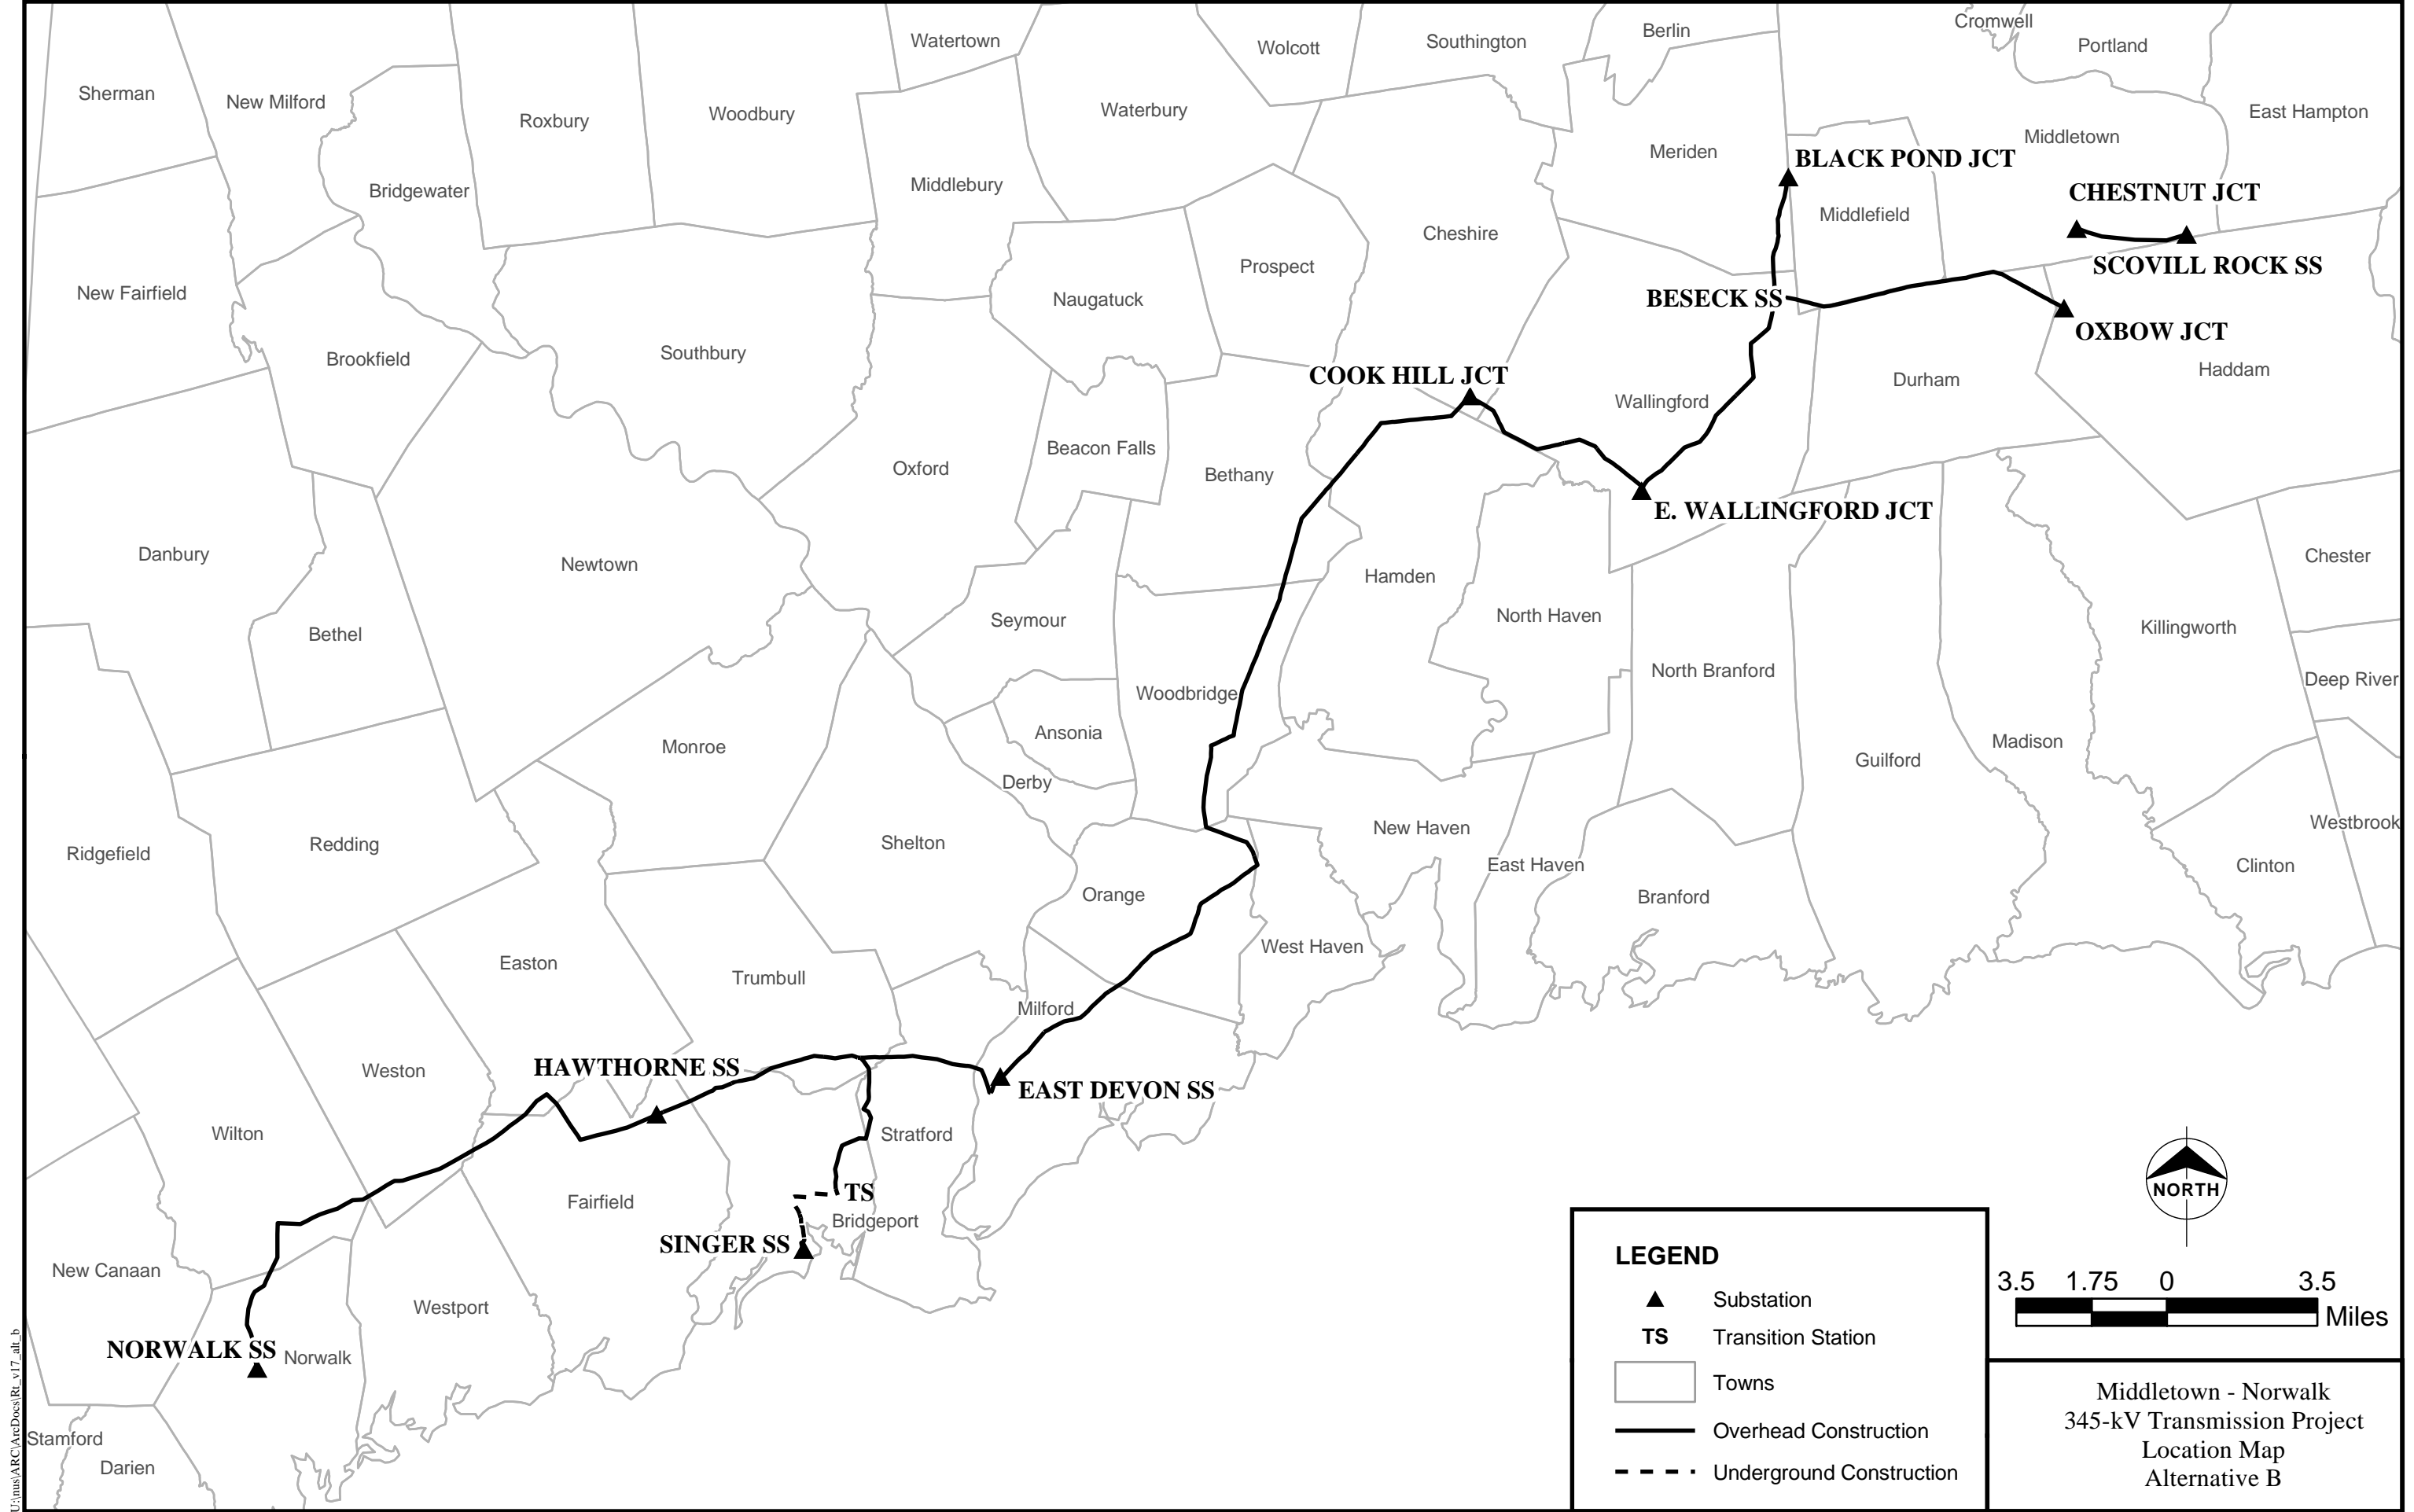 Cromwell
Watertown
Wolcott
Southington
Berlin
Portland
Sherman
New Milford
Roxbury
Woodbury
Waterbury
East Hampton
Middletown
Meriden
BLACK POND JCT
Bridgewater
Middlebury
CHESTNUT JCT
Middlefield
Cheshire
Prospect
SCOVILL ROCK SS
New Fairfield
Naugatuck
BESECK SS
OXBOW JCT
Brookfield
Southbury
COOK HILL JCT
Durham
Haddam
Wallingford
Beacon Falls
Oxford
Bethany
E. WALLINGFORD JCT
Danbury
Newtown
Chester
Hamden
North Haven
Seymour
Bethel
Killingworth
North Branford
Deep River
Woodbridge
Ansonia
Monroe
Madison
Guilford
Derby
Westbrook
New Haven
Redding
Shelton
Ridgefield
East Haven
Clinton
Orange
Branford
West Haven
Easton
Trumbull
Milford
HAWTHORNE SS
Weston
EAST DEVON SS
Wilton
Stratford
TS
Fairfield
Bridgeport
SINGER SS
New Canaan
Westport
NORWALK SS
Norwalk
Stamford
Darien
NORTH
3.5 1.75 0 3.5
Miles
LEGEND
Substation
TS Transition Station
Towns
Overhead Construction
Underground Construction
Middletown - Norwalk
345-kV Transmission Project
Location Map
Alternative B
U:\nus\ARC\ArcDocs\Rt_v17_alt_b